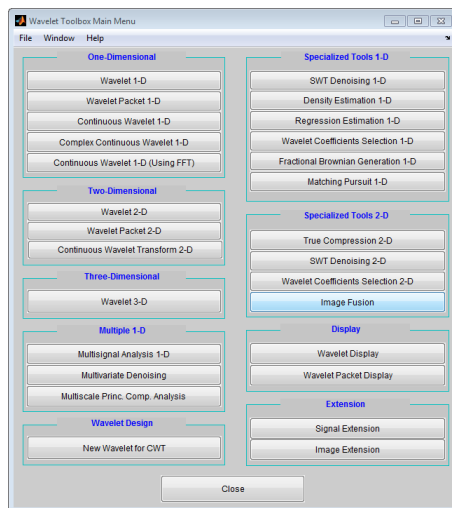 Wavelet Toolbox Main Menu
File Window Help
One-Dimensional
Wavelet 1-D
Wavelet Packet 1-D
Continuous Wavelet 1-D
Complex Continuous Wavelet 1-D
Continuous Wavelet 1-D (Using FFT)
Two-Dimensional
Wavelet 2-D
Wavelet Packet 2-D
Continuous Wavelet Transform 2-D
Three-Dimensional
Wavelet 3-D
Multiple 1-D
Multisignal Analysis 1-D
Multivariate Denoising
Multiscale Princ. Comp. Analysis
Wavelet Design
New Wavelet for CWT
Specialized Tools 1-D
SWT Denoising 1-D
Density Estimation 1-D
Regression Estimation 1-D
Wavelet Coefficients Selection 1-D
Fractional Brownian Generation 1-D
Matching Pursuit 1-D
Specialized Tools 2-D
True Compression 2-D
SWT Denoising 2-D
Wavelet Coefficients Selection 2-D
Image Fusion
Display
Wavelet Display
Wavelet Packet Display
Extension
Signal Extension
Image Extension
Close